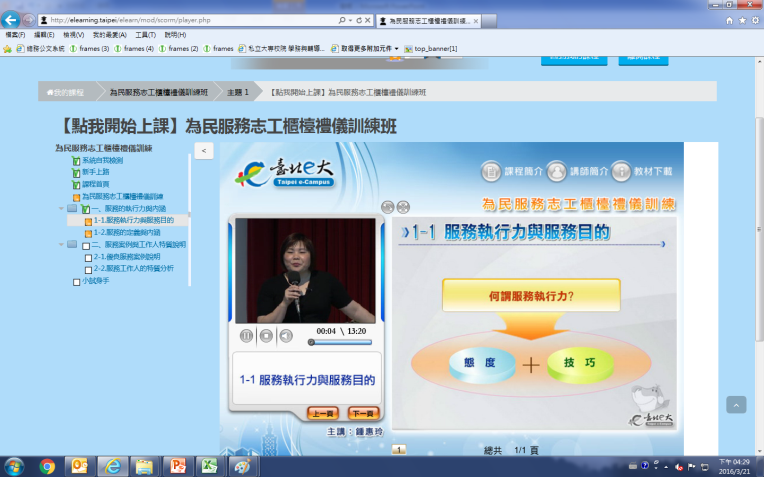 http://elearning.taipei/elearn/mod/scorm/player.php
為民服務志工櫃檯禮儀訓...
檔案(F) 編輯(E) 檢視(V) 我的最愛(A) 工具(T) 說明(H)
frames (3) frames (4) frames (2) frames 私立大專校院 學務與輔導... 取得更多附加元件 top_banner[1]
我的課程 為民服務志工櫃檯禮儀訓練班 主題 1 【點我開始上課】為民服務志工櫃檯禮儀訓練班
【點我開始上課】為民服務志工櫃檯禮儀訓練班
為民服務志工櫃檯禮儀訓練
系統自我檢測
新手上路
課程首頁
為民服務志工櫃檯禮儀訓練
一、服務的執行力與內涵
1-1.服務執行力與服務目的
1-2.服務的定義與內涵
二、服務案例與工作人特質說明
2-1.優良服務案例說明
2-2.服務工作人的特質分析
小試身手
<
臺北e大
Taipei e-Campus
課程簡介 講師簡介 教材下載
為民服務志工櫃檯禮儀訓練
1-1 服務執行力與服務目的
何謂服務執行力?
態度 + 技巧
臺北e大
00:04 \ 13:20
1-1 服務執行力與服務目的
上一頁 下一頁
主講：鍾惠玲
1 總共 1/1 頁
下午 04:29
2016/3/21